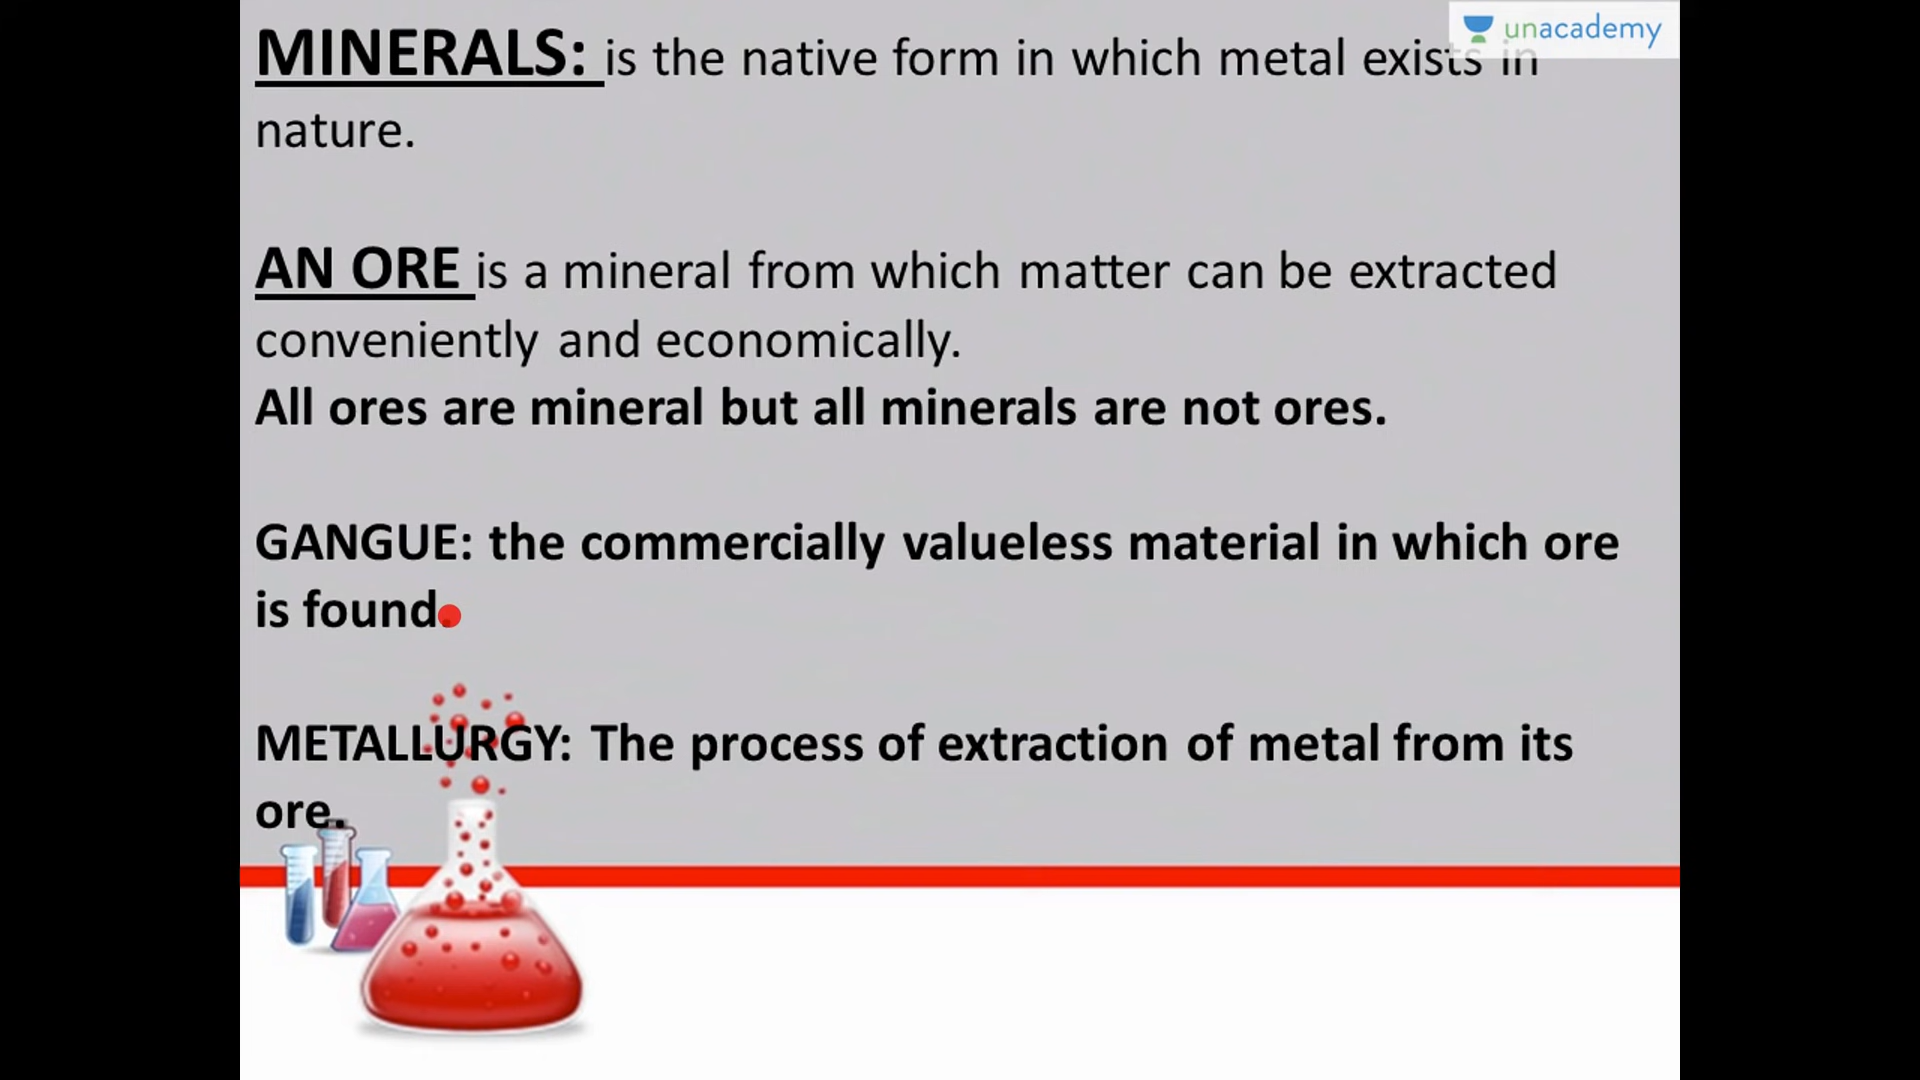 unacademy
MINERALS: is the native form in which metal exists in
nature.
AN ORE is a mineral from which matter can be extracted
conveniently and economically.
All ores are mineral but all minerals are not ores.
GANGUE: the commercially valueless material in which ore
is found.
METALLURGY: The process of extraction of metal from its
ore.